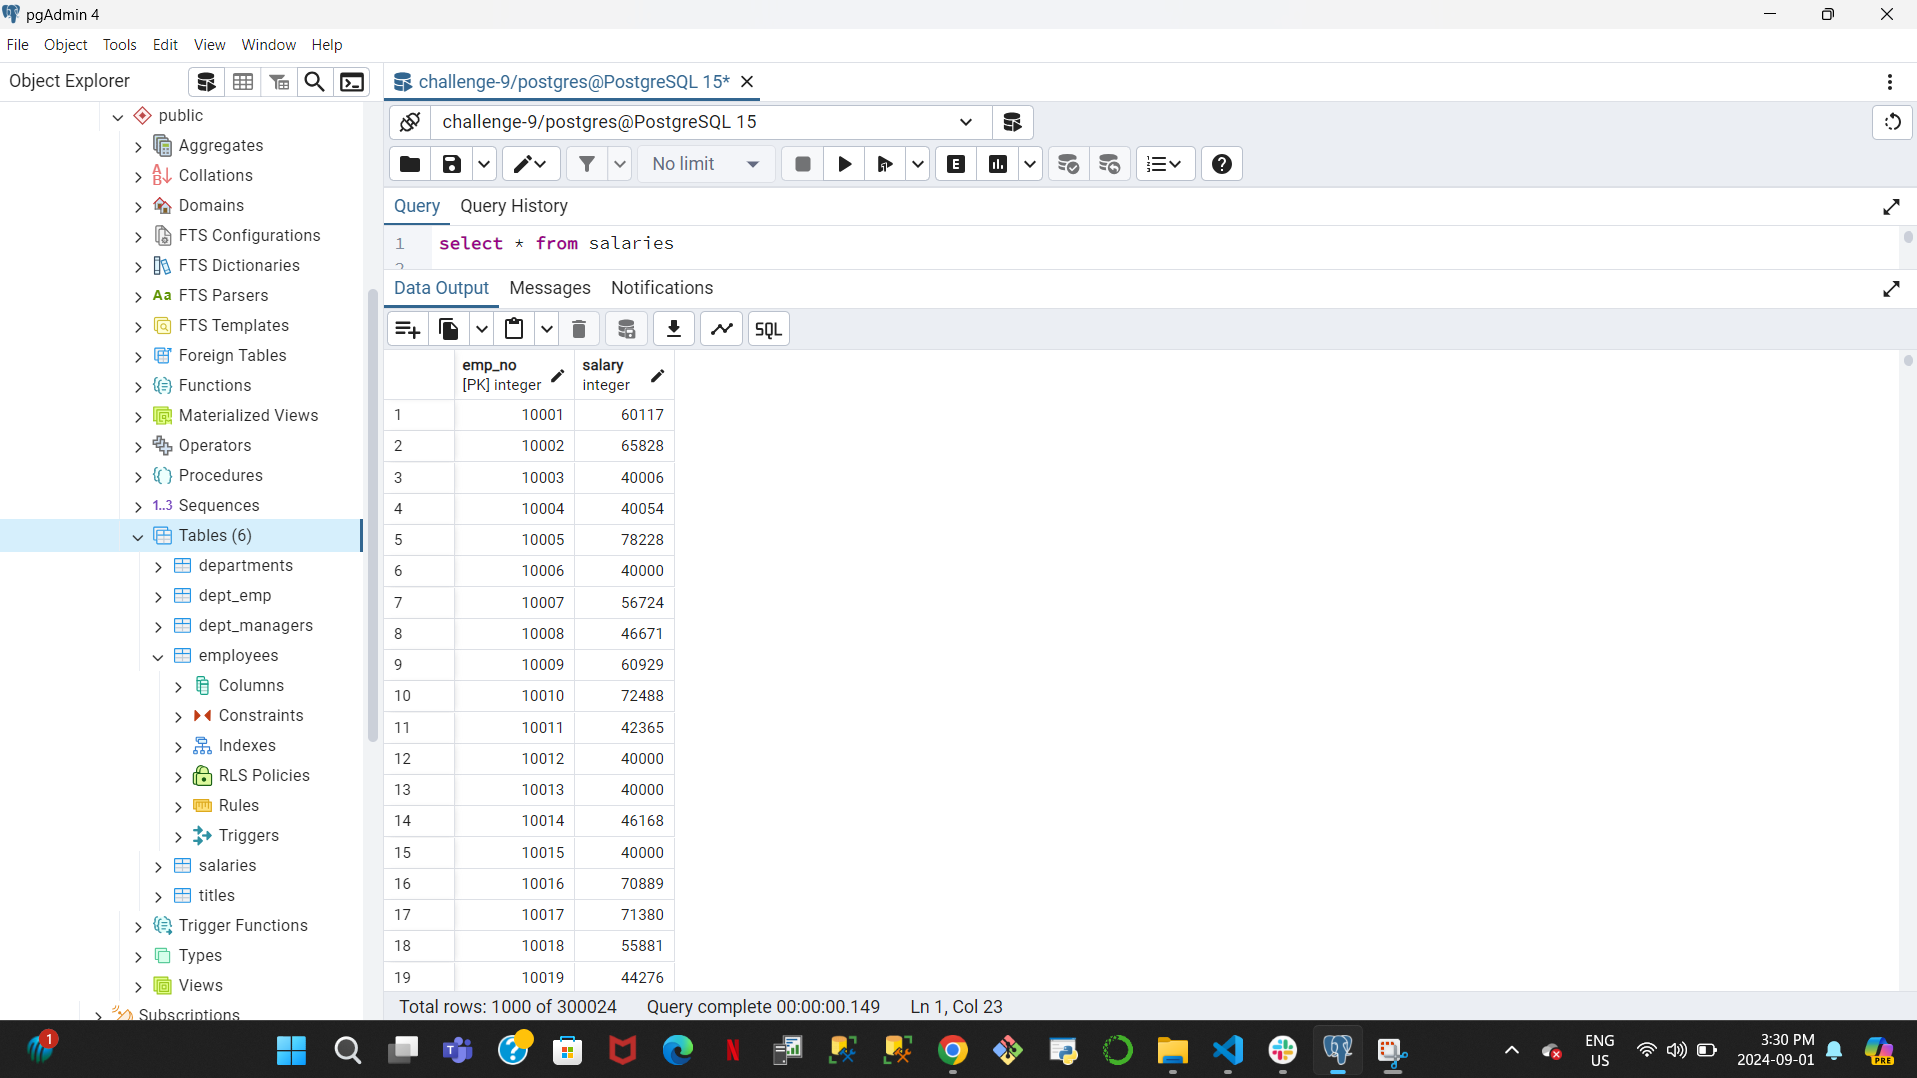 pgAdmin 4
File Object Tools Edit View Window Help
Object Explorer
public
Aggregates
Collations
Domains
FTS Configurations
FTS Dictionaries
Aa FTS Parsers
FTS Templates
Foreign Tables
Functions
Materialized Views
Operators
Procedures
1..3 Sequences
Tables (6)
departments
dept_emp
dept_managers
employees
Columns
Constraints
Indexes
RLS Policies
Rules
Triggers
salaries
titles
Trigger Functions
Types
Views
Subscriptions
challenge-9/postgres@PostgreSQL 15*
challenge-9/postgres@PostgreSQL 15
No limit
E
Query Query History
1 select * from salaries
2
Data Output Messages Notifications
SQL
emp_no salary
[PK] integer integer
1 10001 60117
2 10002 65828
3 10003 40006
4 10004 40054
5 10005 78228
6 10006 40000
7 10007 56724
8 10008 46671
9 10009 60929
10 10010 72488
11 10011 42365
12 10012 40000
13 10013 40000
14 10014 46168
15 10015 40000
16 10016 70889
17 10017 71380
18 10018 55881
19 10019 44276
Total rows: 1000 of 300024 Query complete 00:00:00.149 Ln 1, Col 23
1
ENG
US
3:30 PM
2024-09-01
PRE